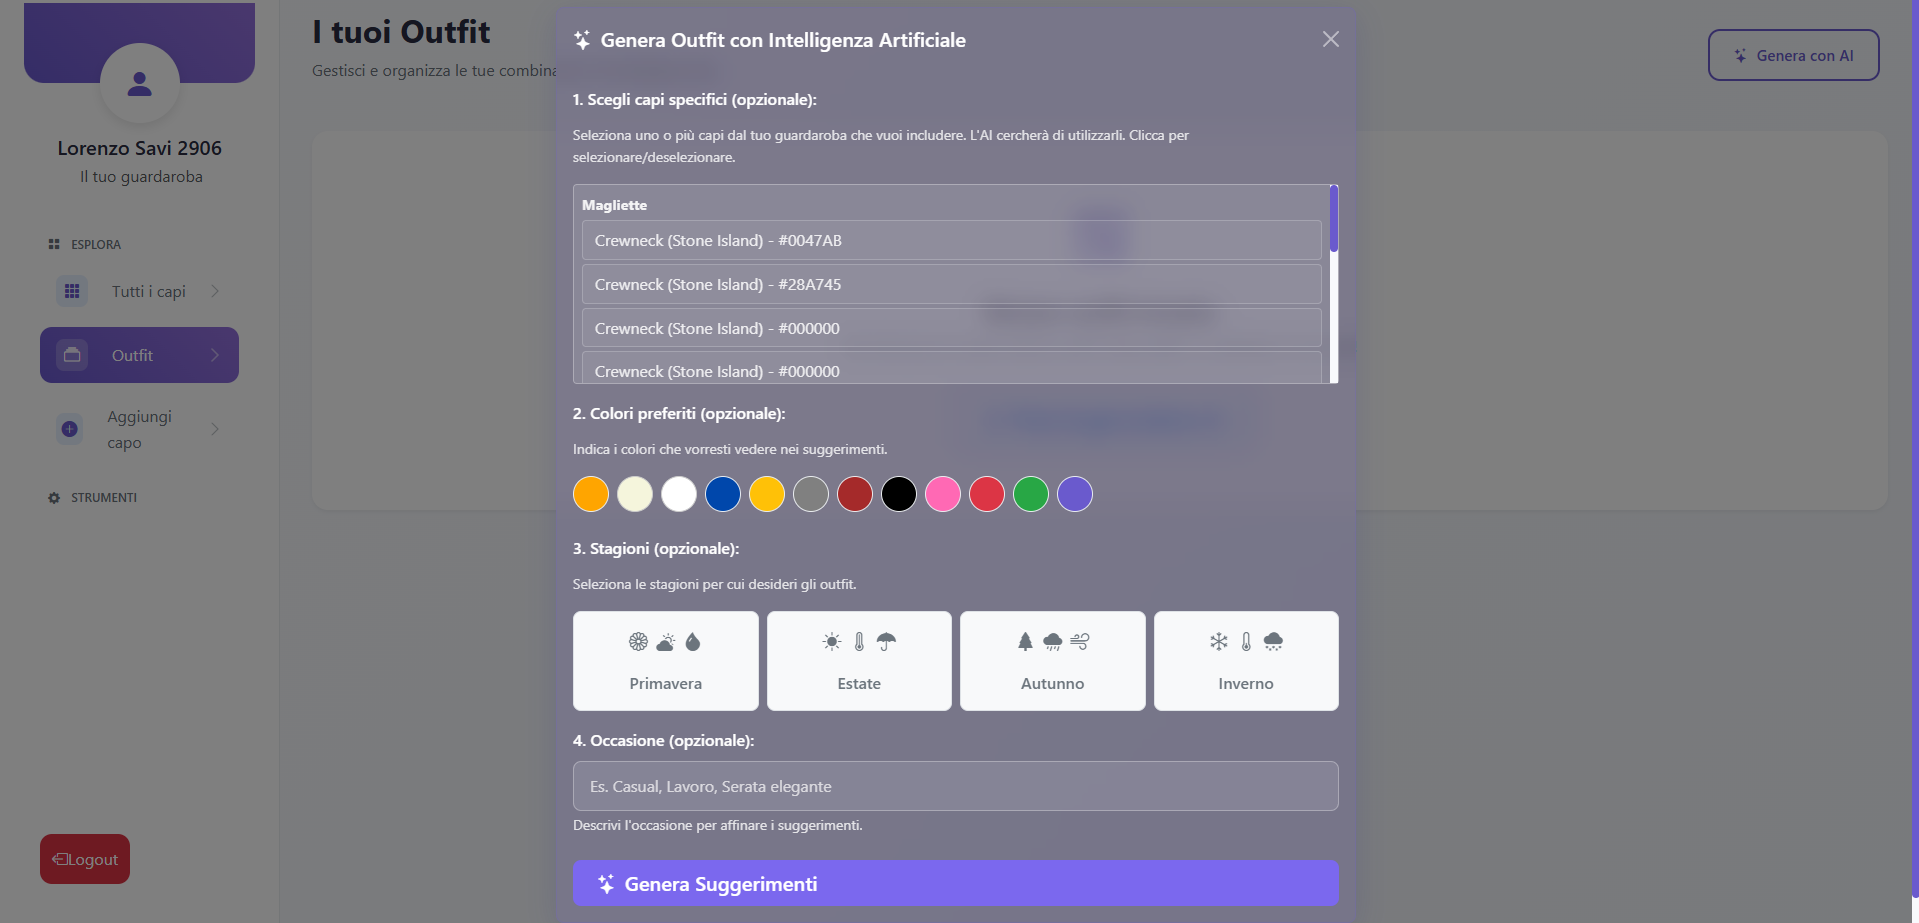 Lorenzo Savi 2906
Il tuo guardaroba
ESPLORA
Tutti i capi
Outfit
Aggiungi
capo
STRUMENTI
Logout
I tuoi Outfit
Gestisci e organizza le tue combina
Genera con AI
Genera Outfit con Intelligenza Artificiale
1. Scegli capi specifici (opzionale):
Seleziona uno o più capi dal tuo guardaroba che vuoi includere. L'AI cercherà di utilizzarli. Clicca per
selezionare/deselezionare.
Magliette
Crewneck (Stone Island) - #0047AB
Crewneck (Stone Island) - #28A745
Crewneck (Stone Island) - #000000
Crewneck (Stone Island) - #000000
2. Colori preferiti (opzionale):
Indica i colori che vorresti vedere nei suggerimenti.
3. Stagioni (opzionale):
Seleziona le stagioni per cui desideri gli outfit.
Primavera
Estate
Autunno
Inverno
4. Occasione (opzionale):
Es. Casual, Lavoro, Serata elegante
Descrivi l'occasione per affinare i suggerimenti.
Genera Suggerimenti